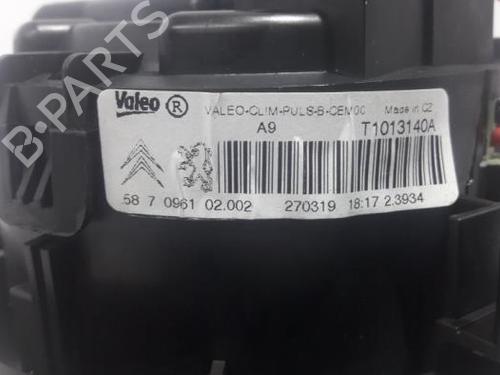 Valeo ® VALEO-CLIM-PULS-B-CEM00 Made in CZ
A9 T1013140A
58 7 0961 02.002 270319 18:17 2.3934
B-Parts